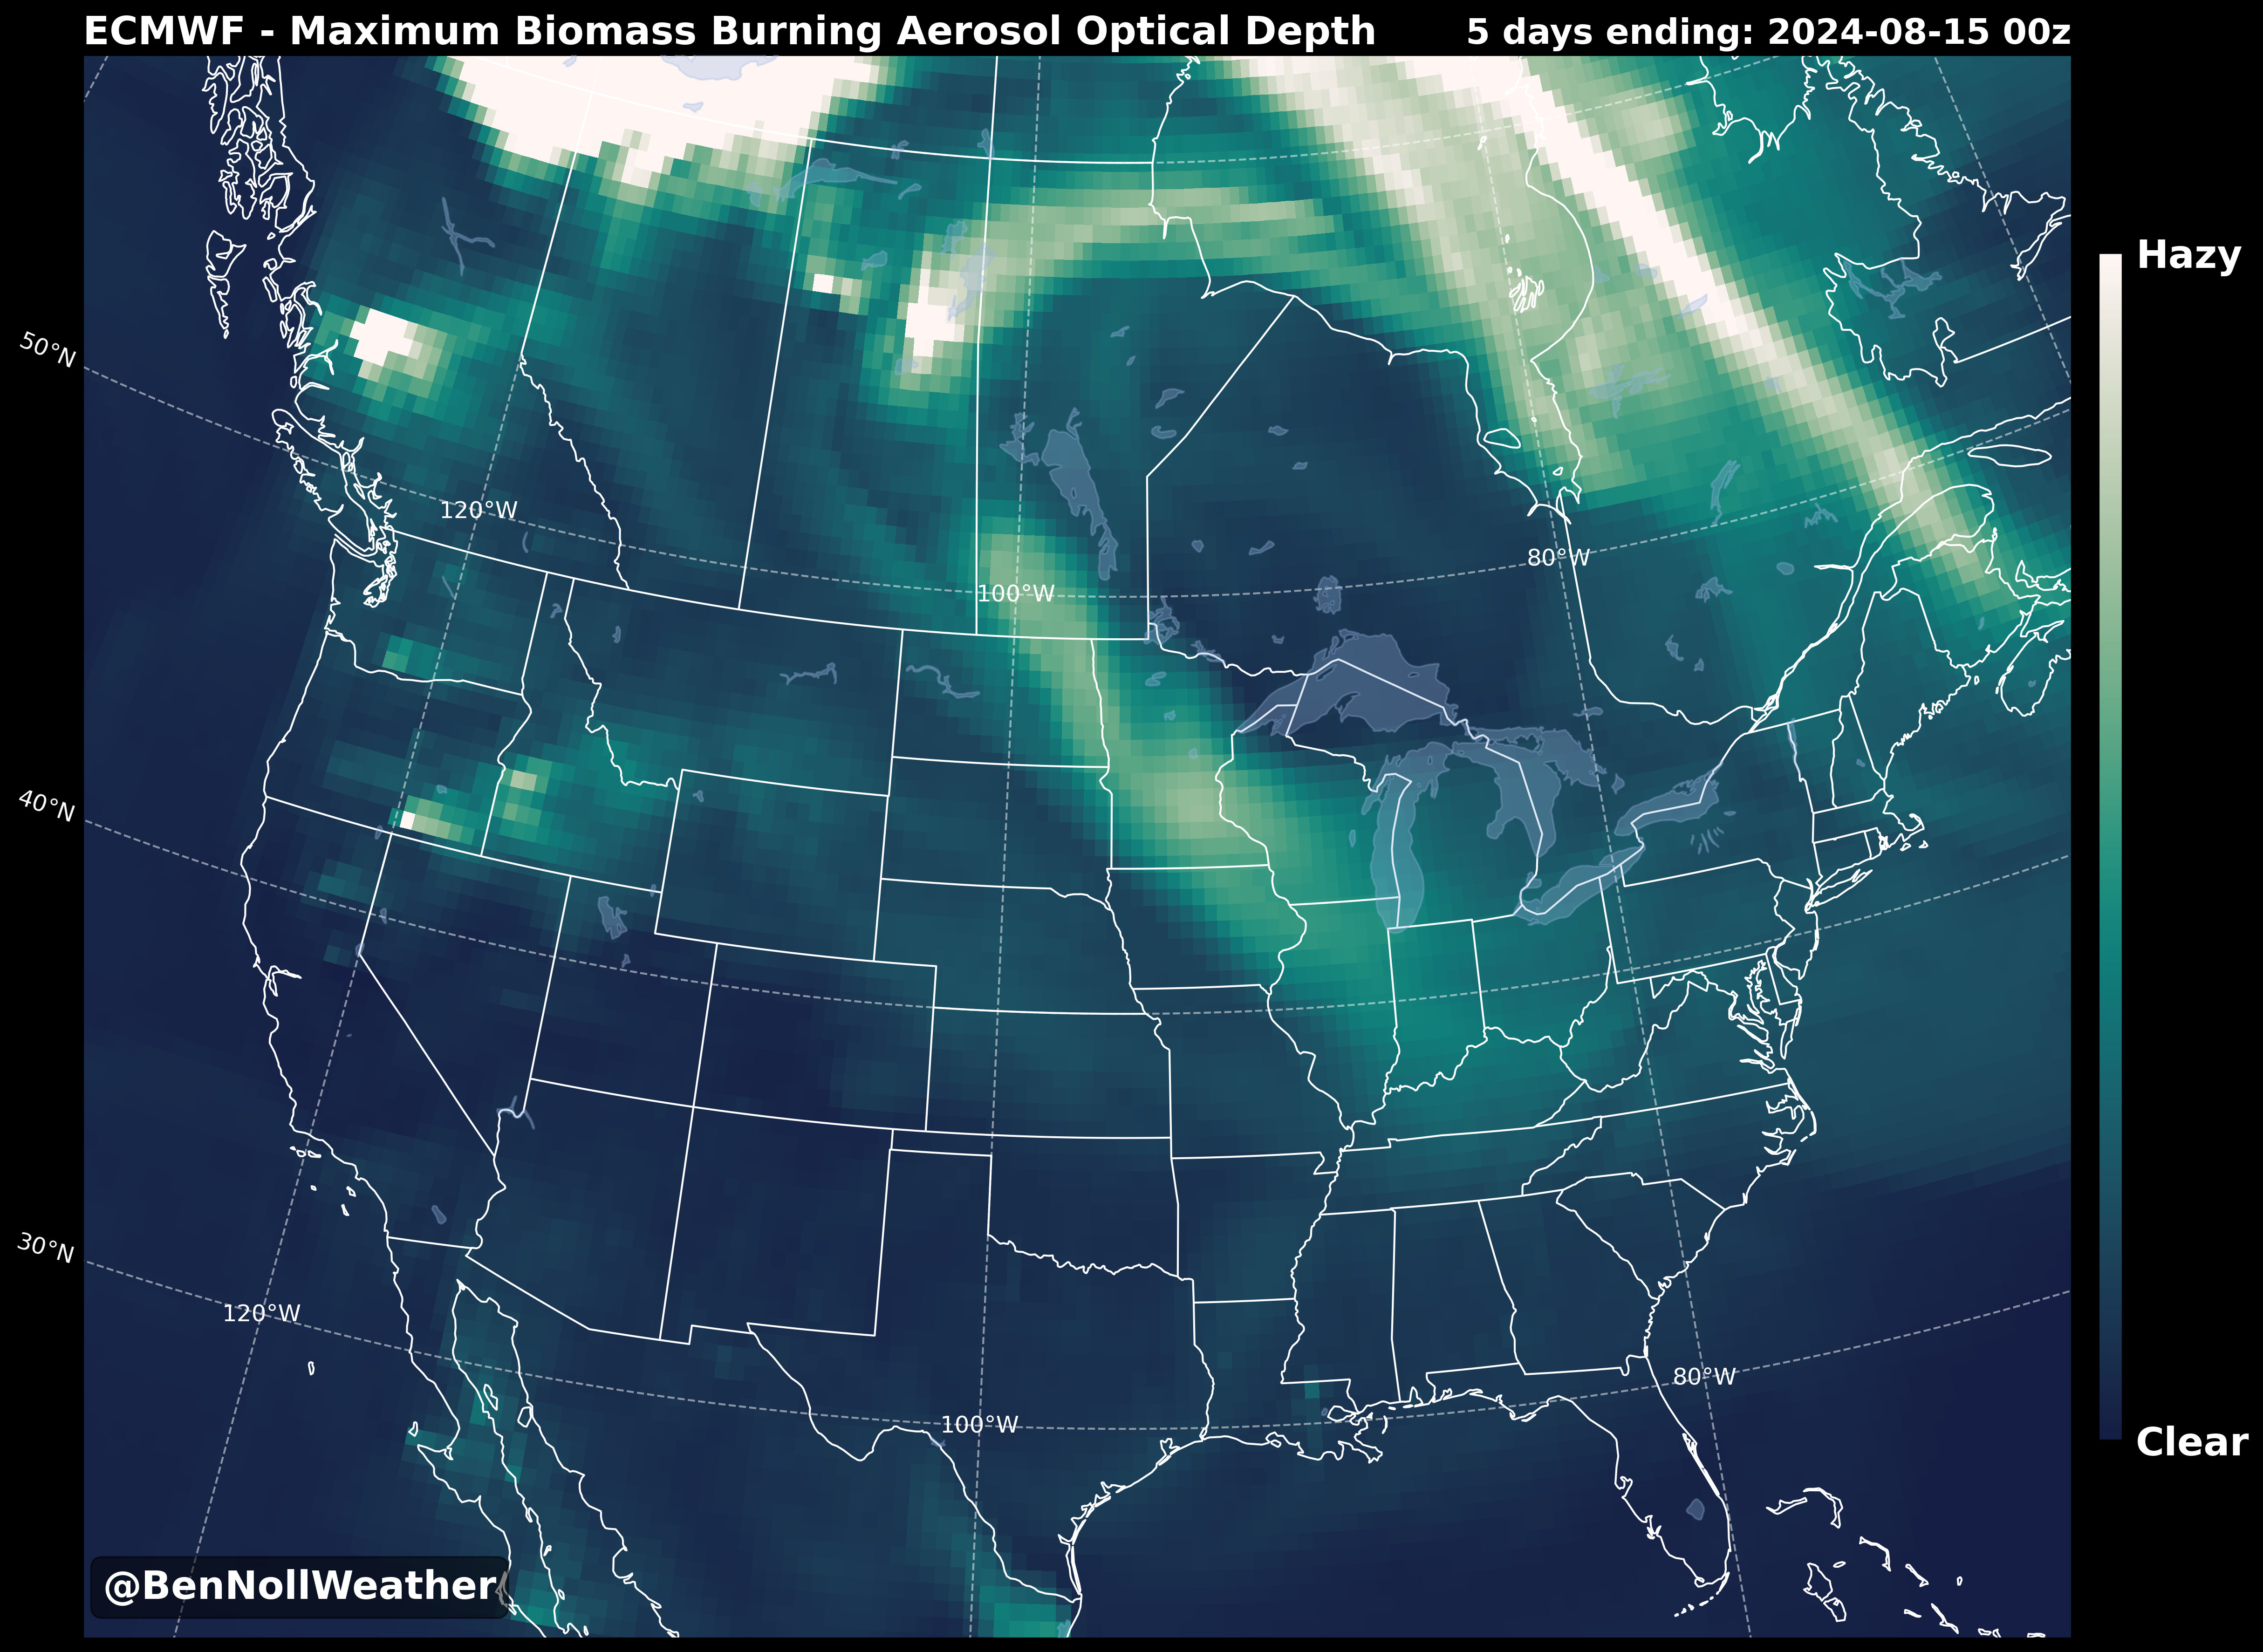 ECMWF - Maximum Biomass Burning Aerosol Optical Depth
5 days ending: 2024-08-15 00z
Hazy
50°N
120°W
80°W
100°W
40°N
30°N
120°W
80°W
100°W
Clear
@BenNollWeather